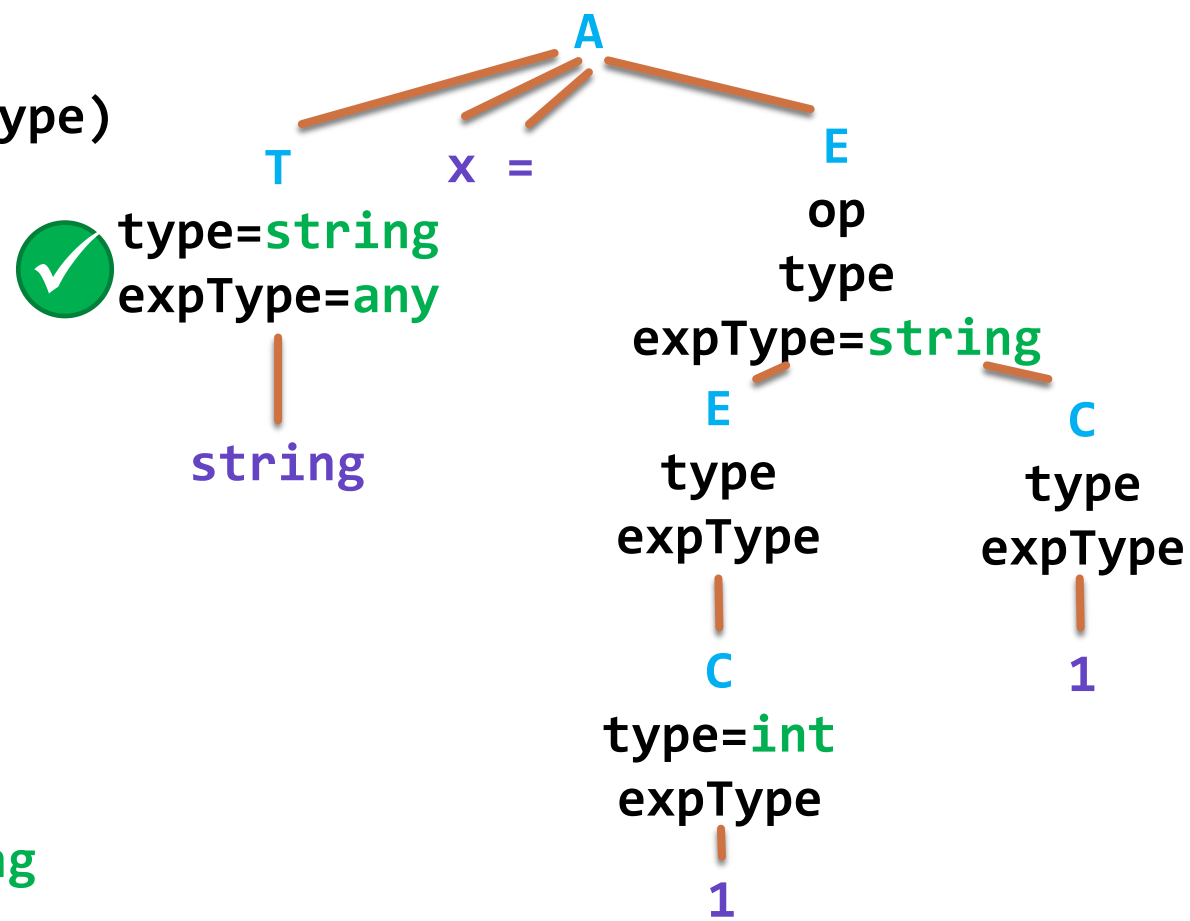 A
ype)
T x = E
type=string
expType=any
op
type
expType=string
string
E
type
expType
C
type
expType
C
type=int
expType
1
1
g